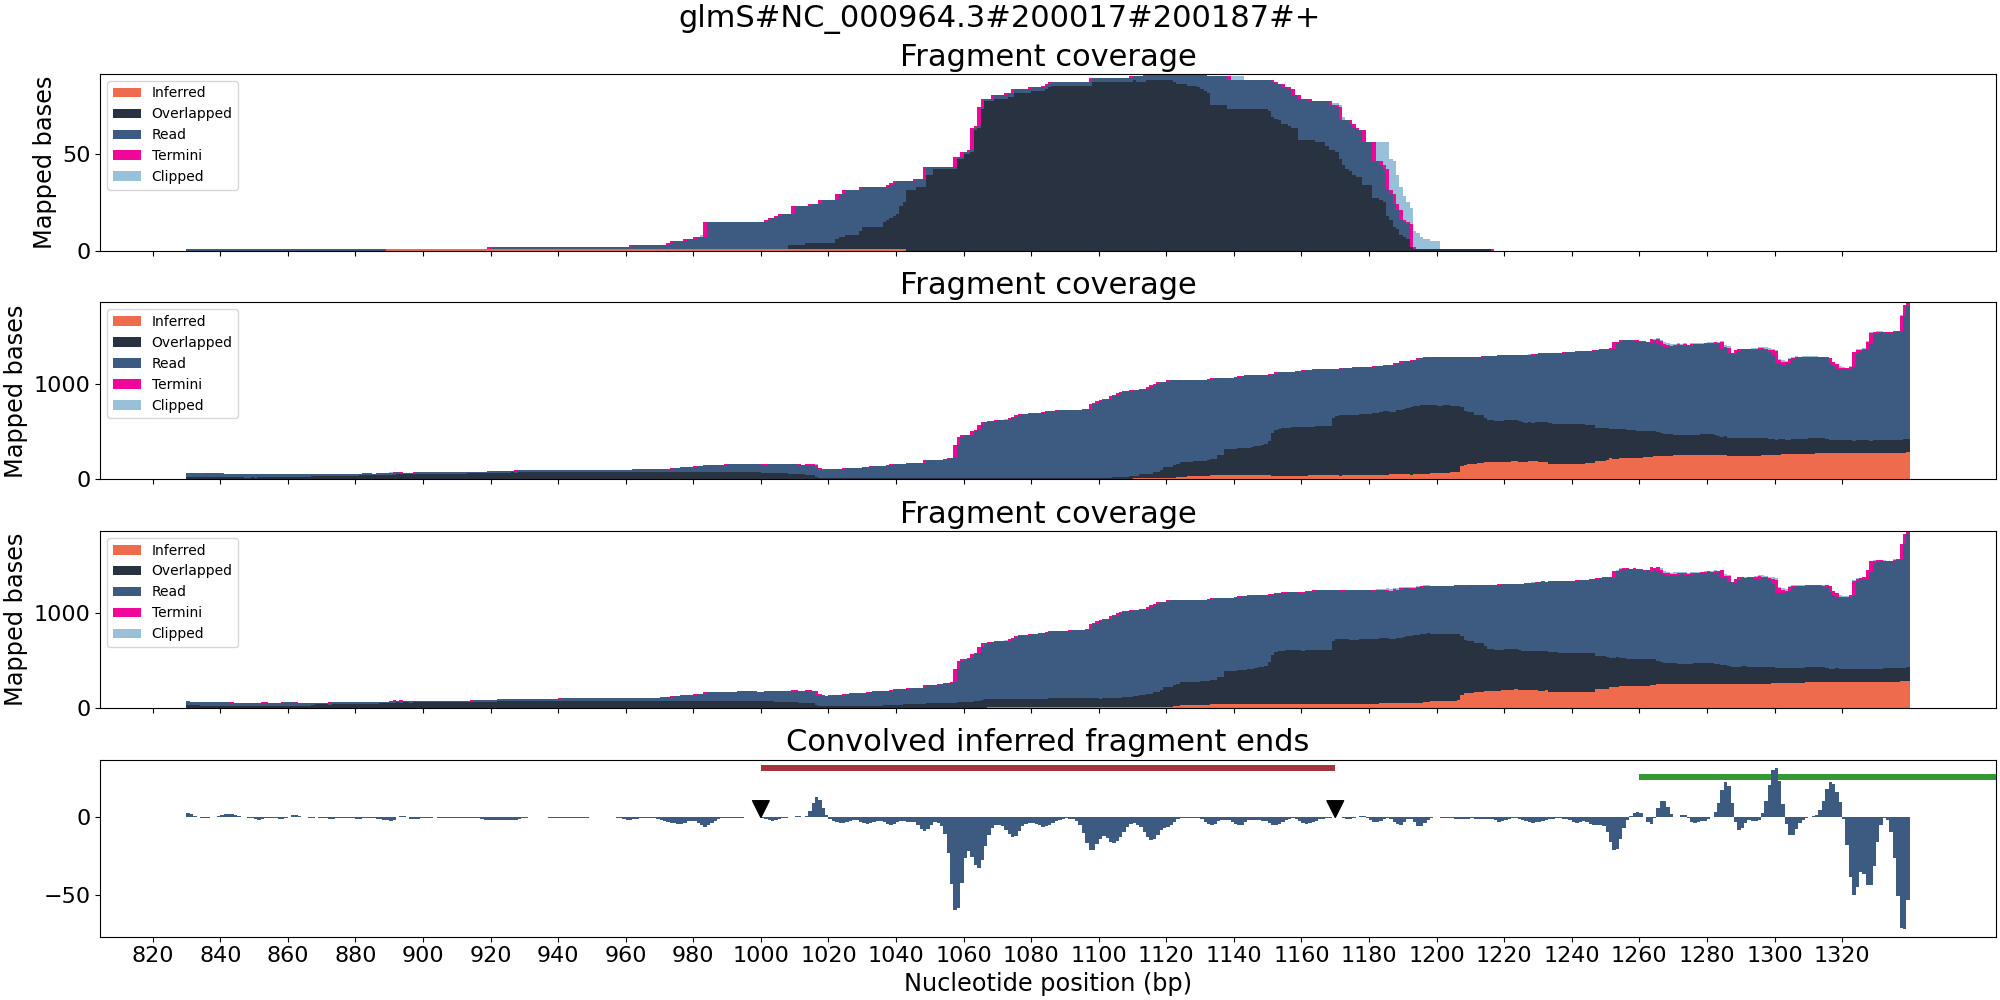 glmS#NC_000964.3#200017#200187#+
Fragment coverage
Mapped bases
50
0
Inferred
Overlapped
Read
Termini
Clipped
Fragment coverage
Mapped bases
1000
0
Inferred
Overlapped
Read
Termini
Clipped
Fragment coverage
Mapped bases
1000
0
Inferred
Overlapped
Read
Termini
Clipped
Convolved inferred fragment ends
0
−50
820 840 860 880 900 920 940 960 980 1000 1020 1040 1060 1080 1100 1120 1140 1160 1180 1200 1220 1240 1260 1280 1300 1320
Nucleotide position (bp)